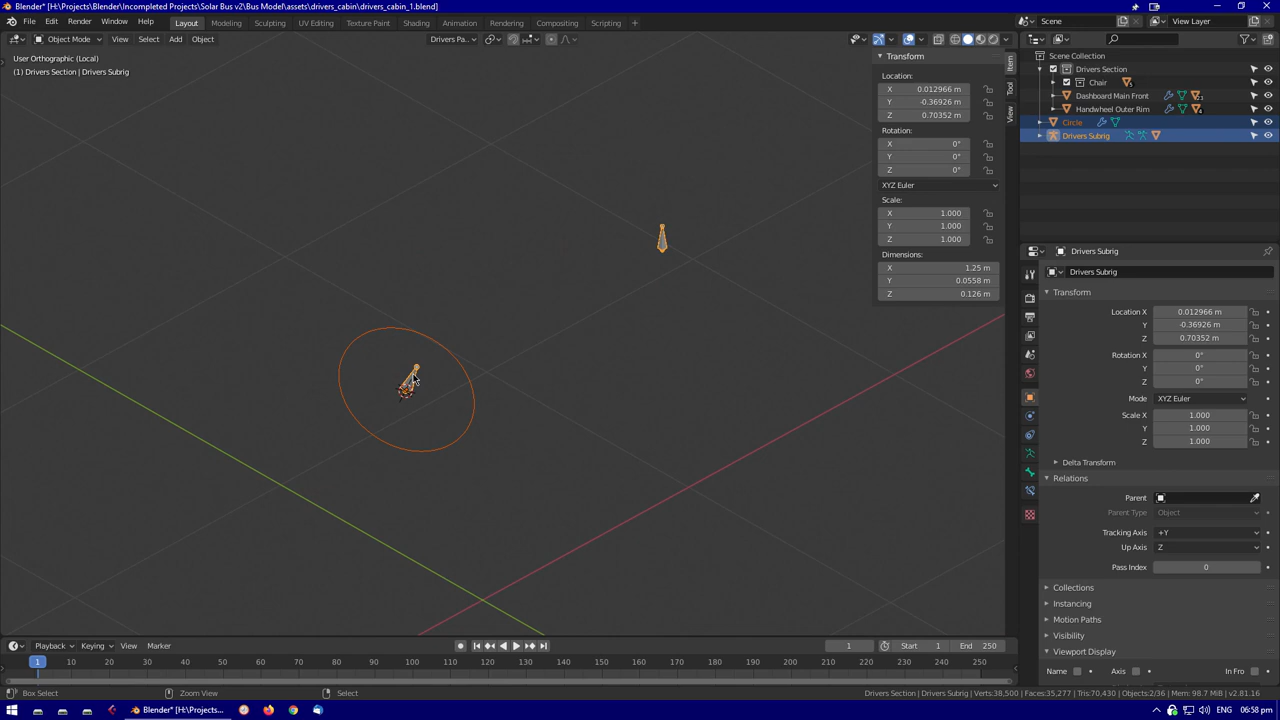 Blender* [H:\Projects\Blender\Incompleted Projects\Solar Bus v2\Bus Model\assets\drivers_cabin\drivers_cabin_1.blend]
File Edit Render Window Help Layout Modeling Sculpting UV Editing Texture Paint Shading Animation Rendering Compositing Scripting Scene View Layer
Object Mode View Select Add Object Drivers Pa...
User Orthographic (Local)
(1) Drivers Section | Drivers Subrig
Transform
Location:
X 0.012966 m
Y -0.36926 m
Z 0.70352 m
Rotation:
X 0°
Y 0°
Z 0°
XYZ Euler
Scale:
X 1.000
Y 1.000
Z 1.000
Dimensions:
X 1.25 m
Y 0.0558 m
Z 0.126 m
Item
Tool
View
Scene Collection
Drivers Section
Chair 5
Dashboard Main Front 21
Handwheel Outer Rim 4
Circle
Drivers Subrig
Drivers Subrig
Drivers Subrig
Transform
Location X 0.012966 m
Y -0.36926 m
Z 0.70352 m
Rotation X 0°
Y 0°
Z 0°
Mode XYZ Euler
Scale X 1.000
Y 1.000
Z 1.000
Delta Transform
Relations
Parent
Parent Type Object
Tracking Axis +Y
Up Axis Z
Pass Index 0
Collections
Instancing
Motion Paths
Visibility
Viewport Display
Name Axis In Fro
Playback Keying View Marker 1 Start 1 End 250
1 10 20 30 40 50 60 70 80 90 100 110 120 130 140 150 160 170 180 190 200 210 220 230 240 250
Box Select Zoom View Select Drivers Section | Drivers Subrig | Verts:38,500 | Faces:35,277 | Tris:70,430 | Objects:2/36 | Mem: 98.7 MiB | v2.81.16
Blender* [H:\Projects... ENG 06:58 pm